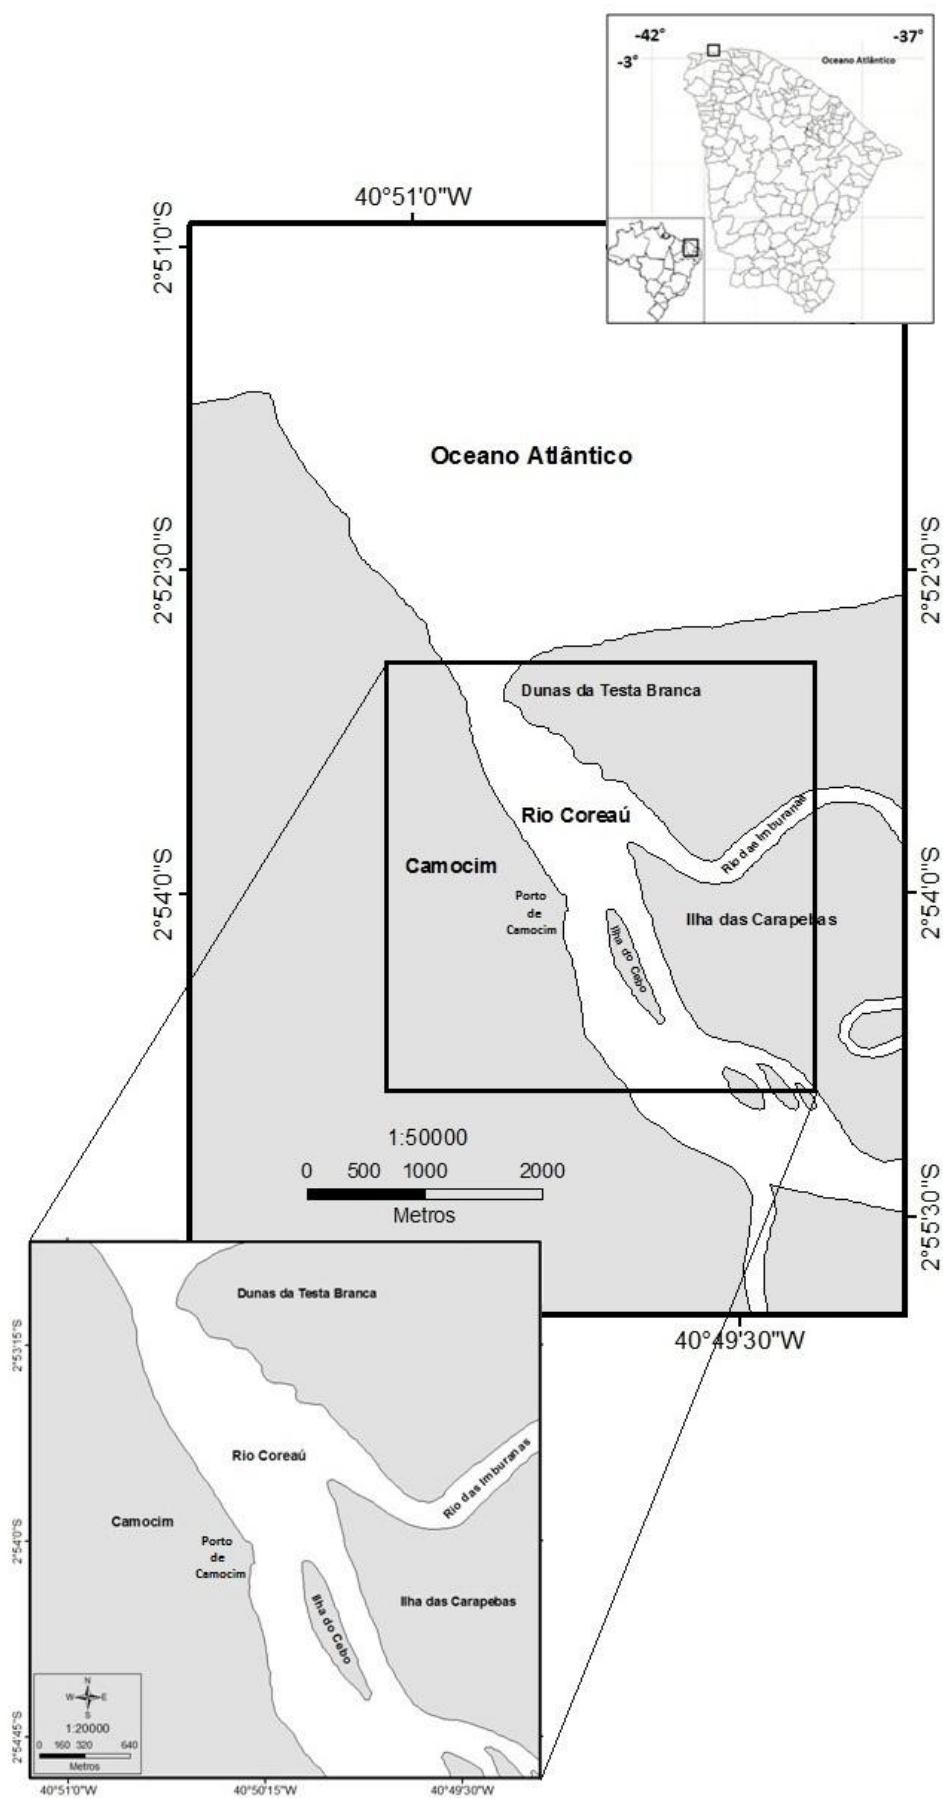 -42°
-37°
-3°
Oceano Atlântico
40°51'0"W
2°51'0"S
Oceano Atlântico
2°52'30"S
2°52'30"S
Dunas da Testa Branca
Rio Coreaú
Rio das Imburanas
Camocim
Porto
de
Camocim
2°54'0"S
2°54'0"S
Ilha das Carapebas
Ilha do Cebo
1:50000
0 500 1000 2000
Metros
2°55'30"S
40°49'30"W
Dunas da Testa Branca
2°53'15"S
Rio Coreaú
Rio das Imburanas
Camocim
Porto
de
Camocim
2°54'0"S
Ilha das Carapebas
Ilha do Cebo
N
W E
S
1:20000
0 160 320 640
Metros
2°54'45"S
40°51'0"W 40°50'15"W 40°49'30"W